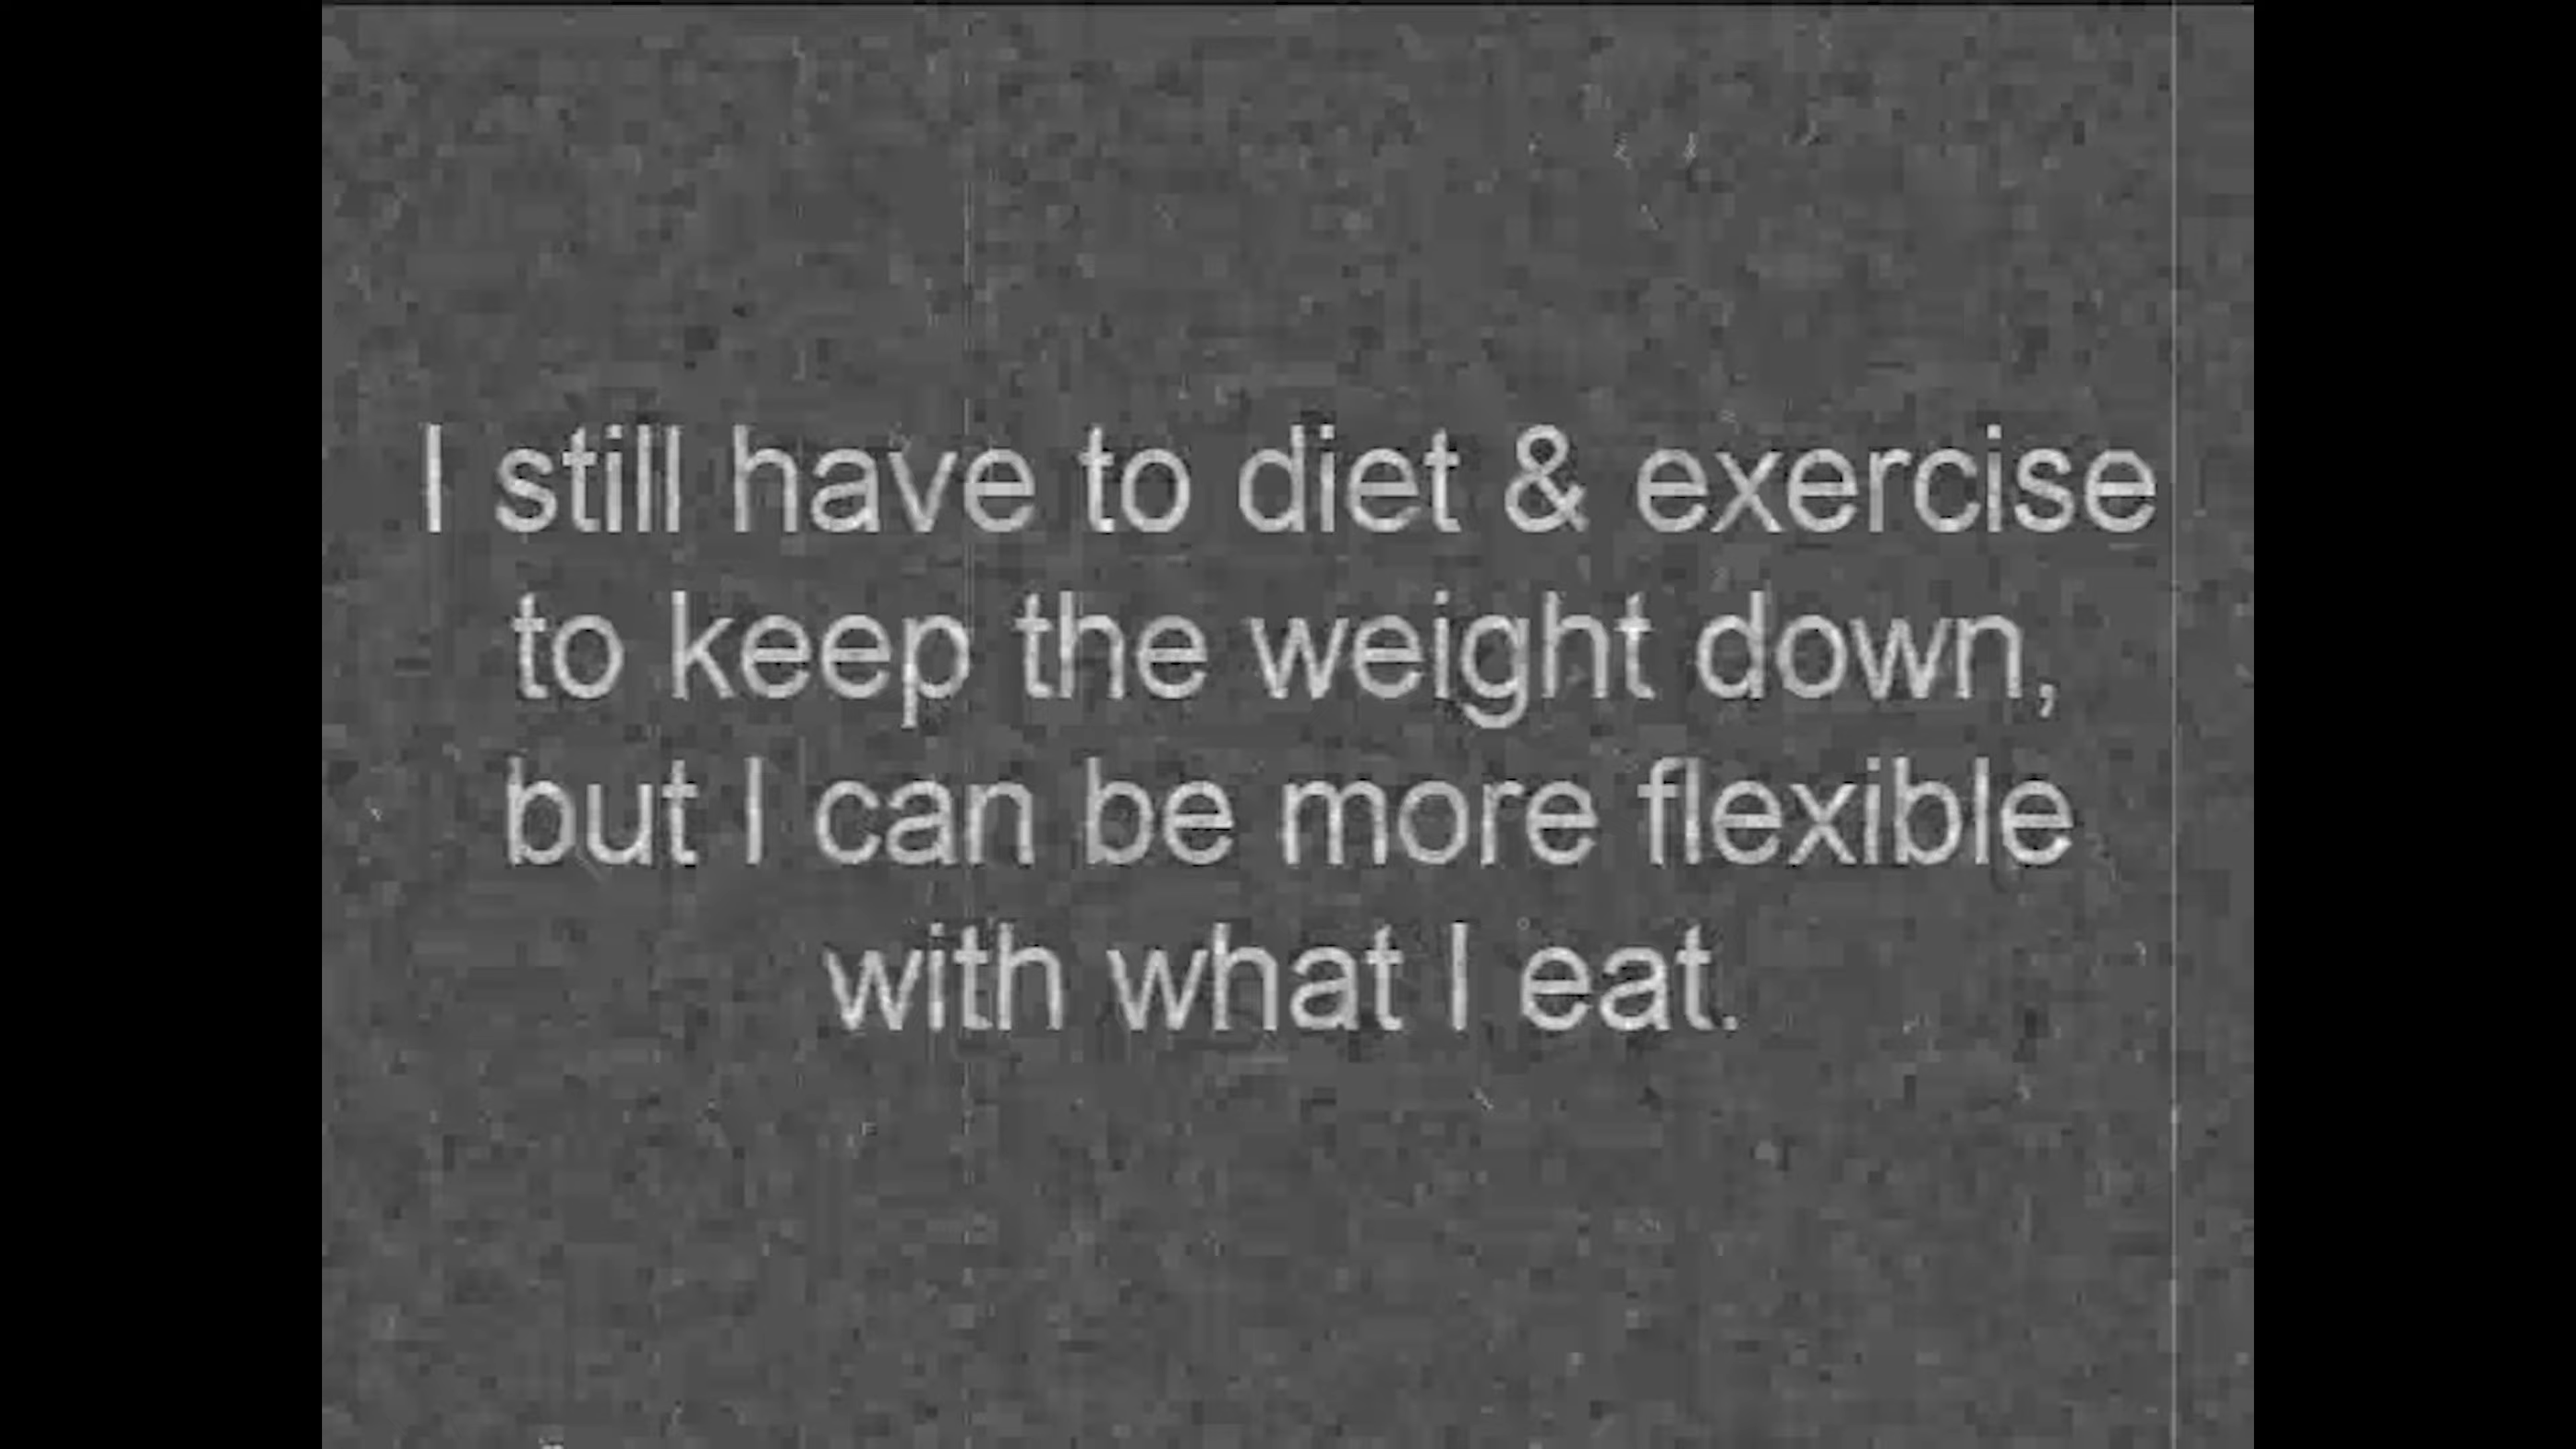 I still have to diet & exercise
to keep the weight down,
but I can be more flexible
with what I eat.